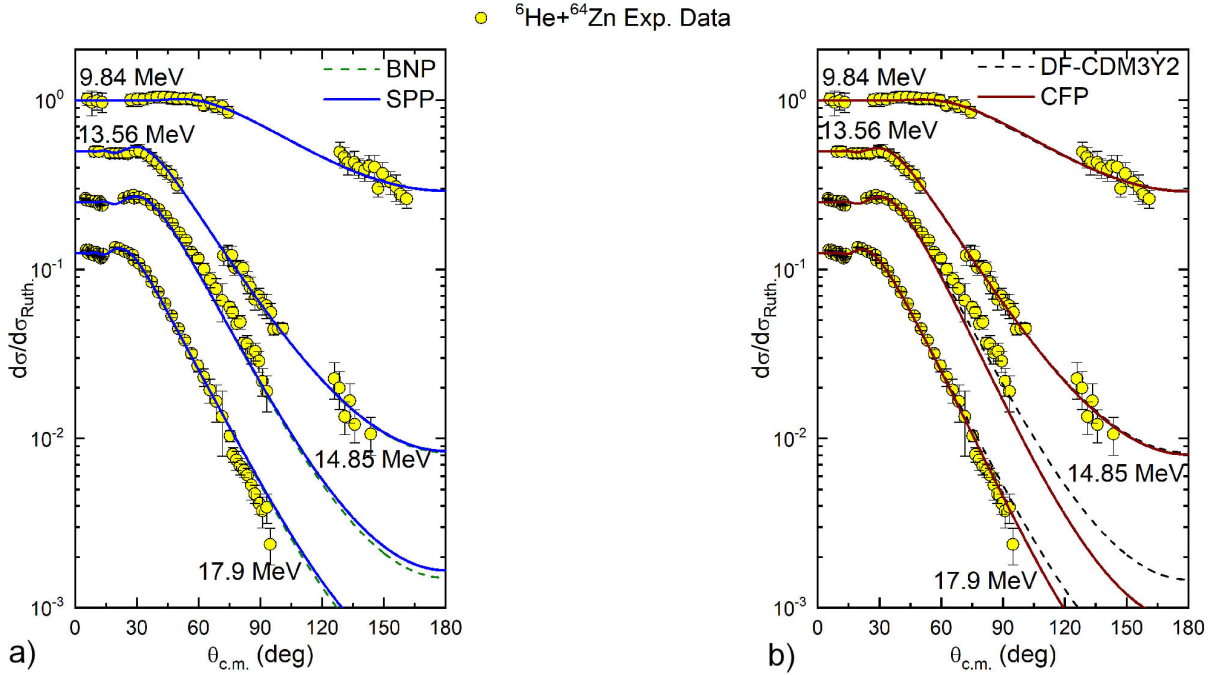 ⁶He+⁶⁴Zn Exp. Data
9.84 MeV
BNP
SPP
13.56 MeV
14.85 MeV
17.9 MeV
10⁰
10⁻¹
10⁻²
10⁻³
dσ/dσRuth.
0 30 60 90 120 150 180
θc.m. (deg)
a)
9.84 MeV
DF-CDM3Y2
CFP
13.56 MeV
14.85 MeV
17.9 MeV
10⁰
10⁻¹
10⁻²
10⁻³
dσ/dσRuth.
0 30 60 90 120 150 180
θc.m. (deg)
b)